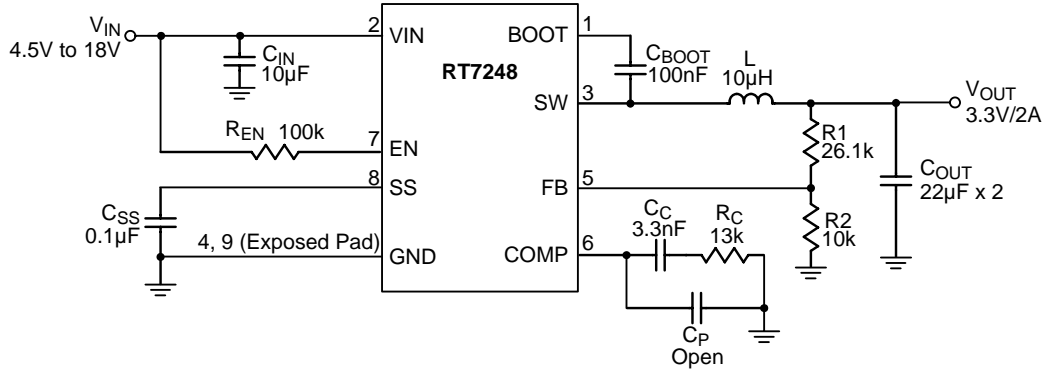 V_IN
4.5V to 18V
C_IN
10µF
R_EN 100k
C_SS
0.1µF
4, 9 (Exposed Pad)
2
7
8
VIN
EN
SS
GND
RT7248
BOOT
SW
FB
COMP
1
3
5
6
C_BOOT
100nF
L
10µH
V_OUT
3.3V/2A
R1
26.1k
C_OUT
22µF x 2
R2
10k
C_C
3.3nF
R_C
13k
C_P
Open